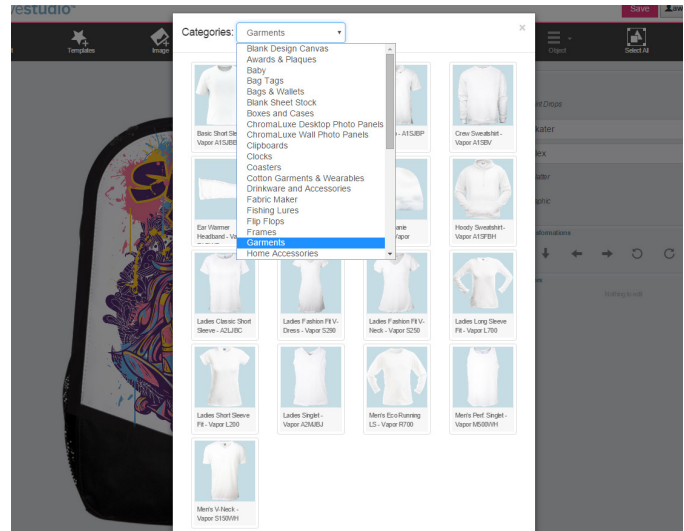 Save
Templates
Image
Object
Select All
Categories: Garments
×
Blank Design Canvas
Awards & Plaques
Baby
Bag Tags
Bags & Wallets
Blank Sheet Stock
Boxes and Cases
ChromaLuxe Desktop Photo Panels
ChromaLuxe Wall Photo Panels
Clipboards
Clocks
Coasters
Cotton Garments & Wearables
Drinkware and Accessories
Fabric Maker
Fishing Lures
Flip Flops
Frames
Garments
Home Accessories
Basic Short Sle
Vapor A1SJBB
- A1SJBP
Crew Sweatshirt -
Vapor A1SBV
Ear Warmer
Headband - Va
Vapor
Hoody Sweatshirt -
Vapor A1SFBH
Ladies Classic Short
Sleeve - A2LJBC
Ladies Fashion Fit V-
Dress - Vapor S290
Ladies Fashion Fit V-
Neck - Vapor S250
Ladies Long Sleeve
Fit - Vapor L700
Ladies Short Sleeve
Fit - Vapor L200
Ladies Singlet -
Vapor A2MJBJ
Men's Eco Running
LS - Vapor R700
Men's Perf Singlet -
Vapor M500WH
Men's V-Neck -
Vapor S150WH
Drops